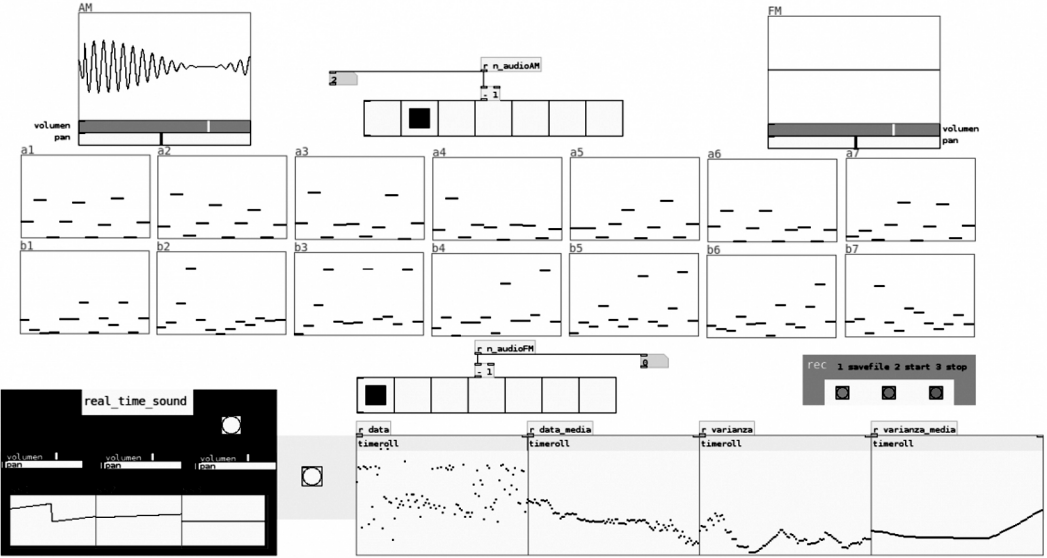 AM
FM
r n_audioAM
2
- 1
volumen
pan
volumen
pan
a1
a2
a3
a4
a5
a6
a7
b1
b2
b3
b4
b5
b6
b7
r n_audioFM
0
- 1
rec 1 savefile 2 start 3 stop
real_time_sound
volumen
pan
volumen
pan
volumen
pan
r data
r data_media
r varianza
r varianza_media
timeroll
timeroll
timeroll
timeroll